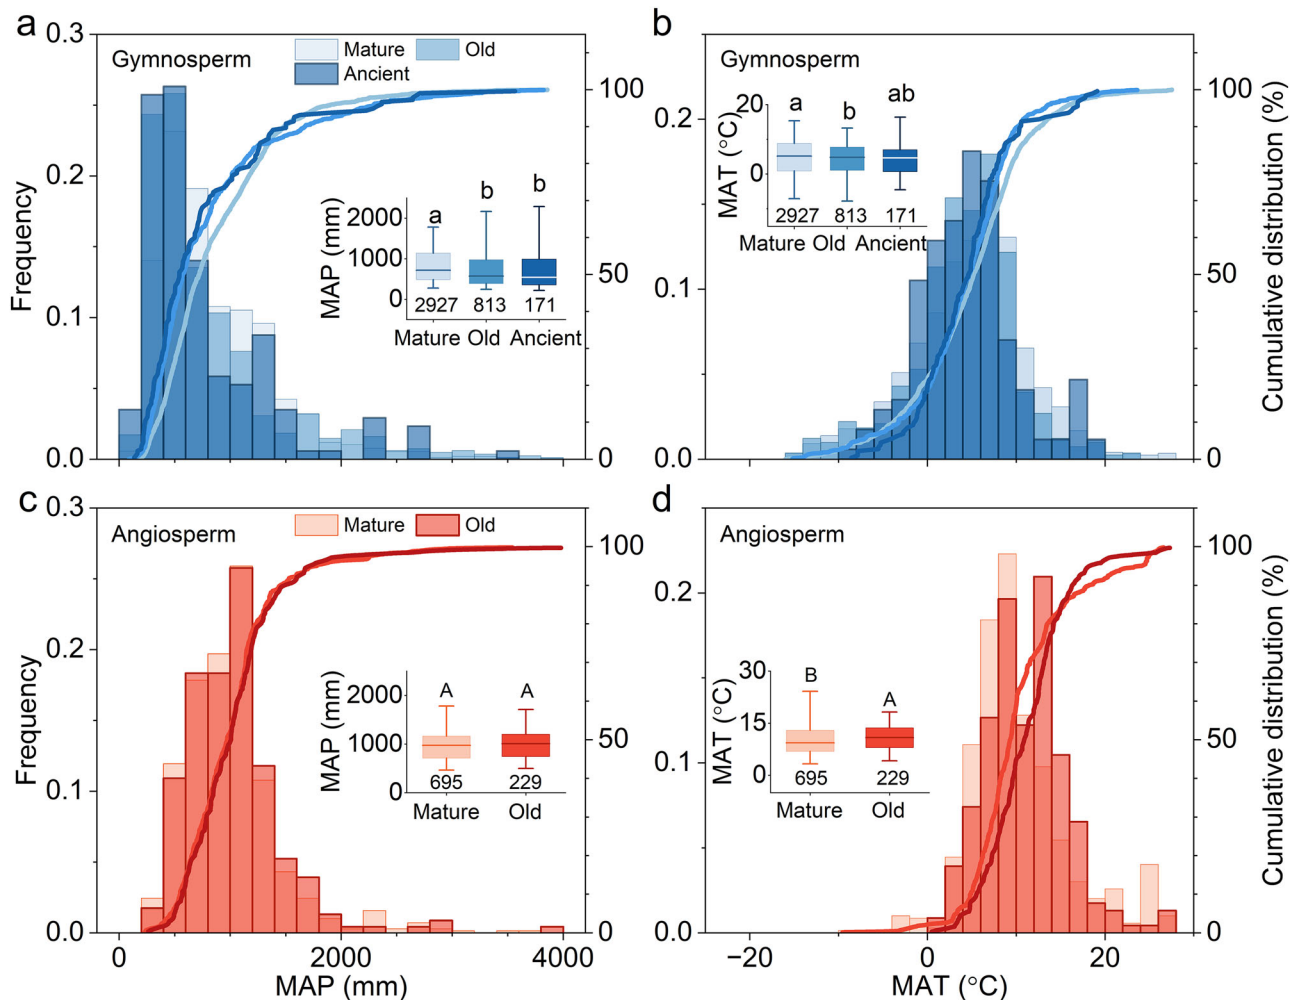 a
Gymnosperm
Mature
Old
Ancient
Frequency
0.3
0.2
0.1
0.0
100
50
0
MAP (mm)
2000
1000
0
a
b
b
2927
813
171
Mature
Old
Ancient
b
Gymnosperm
0.2
0.1
0.0
100
50
0
Cumulative distribution (%)
MAT (°C)
20
0
a
b
ab
2927
813
171
Mature
Old
Ancient
c
Angiosperm
Mature
Old
Frequency
0.3
0.2
0.1
0.0
100
50
0
MAP (mm)
2000
1000
0
A
A
695
229
Mature
Old
0
2000
4000
MAP (mm)
d
Angiosperm
0.2
0.1
0.0
100
50
0
Cumulative distribution (%)
MAT (°C)
30
15
0
B
A
695
229
Mature
Old
−20
0
20
MAT (°C)